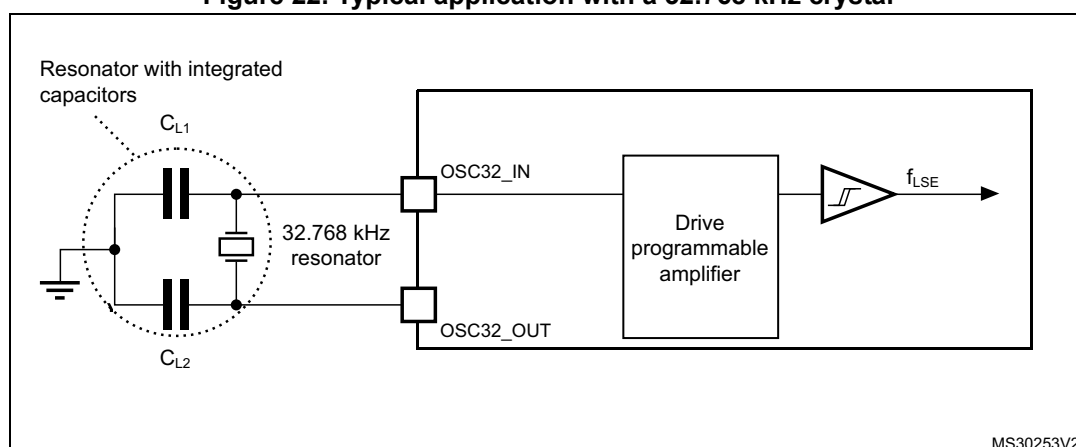 Figure 22. Typical application with a 32.768 kHz crystal
Resonator with integrated
capacitors
CL1
OSC32_IN
fLSE
Drive
programmable
amplifier
32.768 kHz
resonator
OSC32_OUT
CL2
MS30253V2